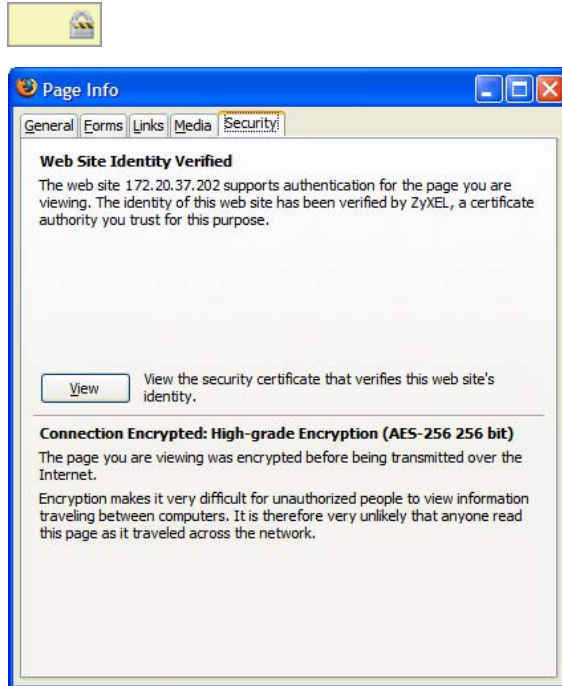 Page Info
General Forms Links Media Security
Web Site Identity Verified
The web site 172.20.37.202 supports authentication for the page you are
viewing. The identity of this web site has been verified by ZyXEL, a certificate
authority you trust for this purpose.
View
View the security certificate that verifies this web site's
identity.
Connection Encrypted: High-grade Encryption (AES-256 256 bit)
The page you are viewing was encrypted before being transmitted over the
Internet.
Encryption makes it very difficult for unauthorized people to view information
traveling between computers. It is therefore very unlikely that anyone read
this page as it traveled across the network.